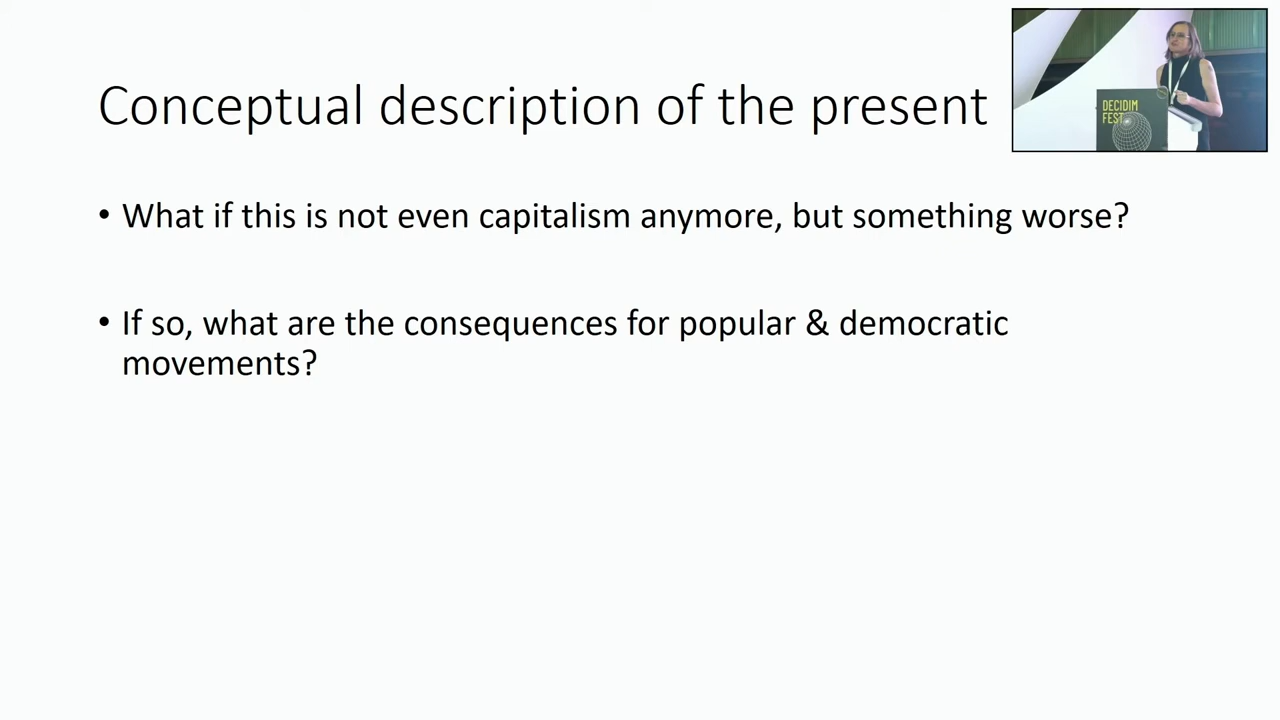 Conceptual description of the present
• What if this is not even capitalism anymore, but something worse?
• If so, what are the consequences for popular & democratic
movements?
DECIDIM
FEST